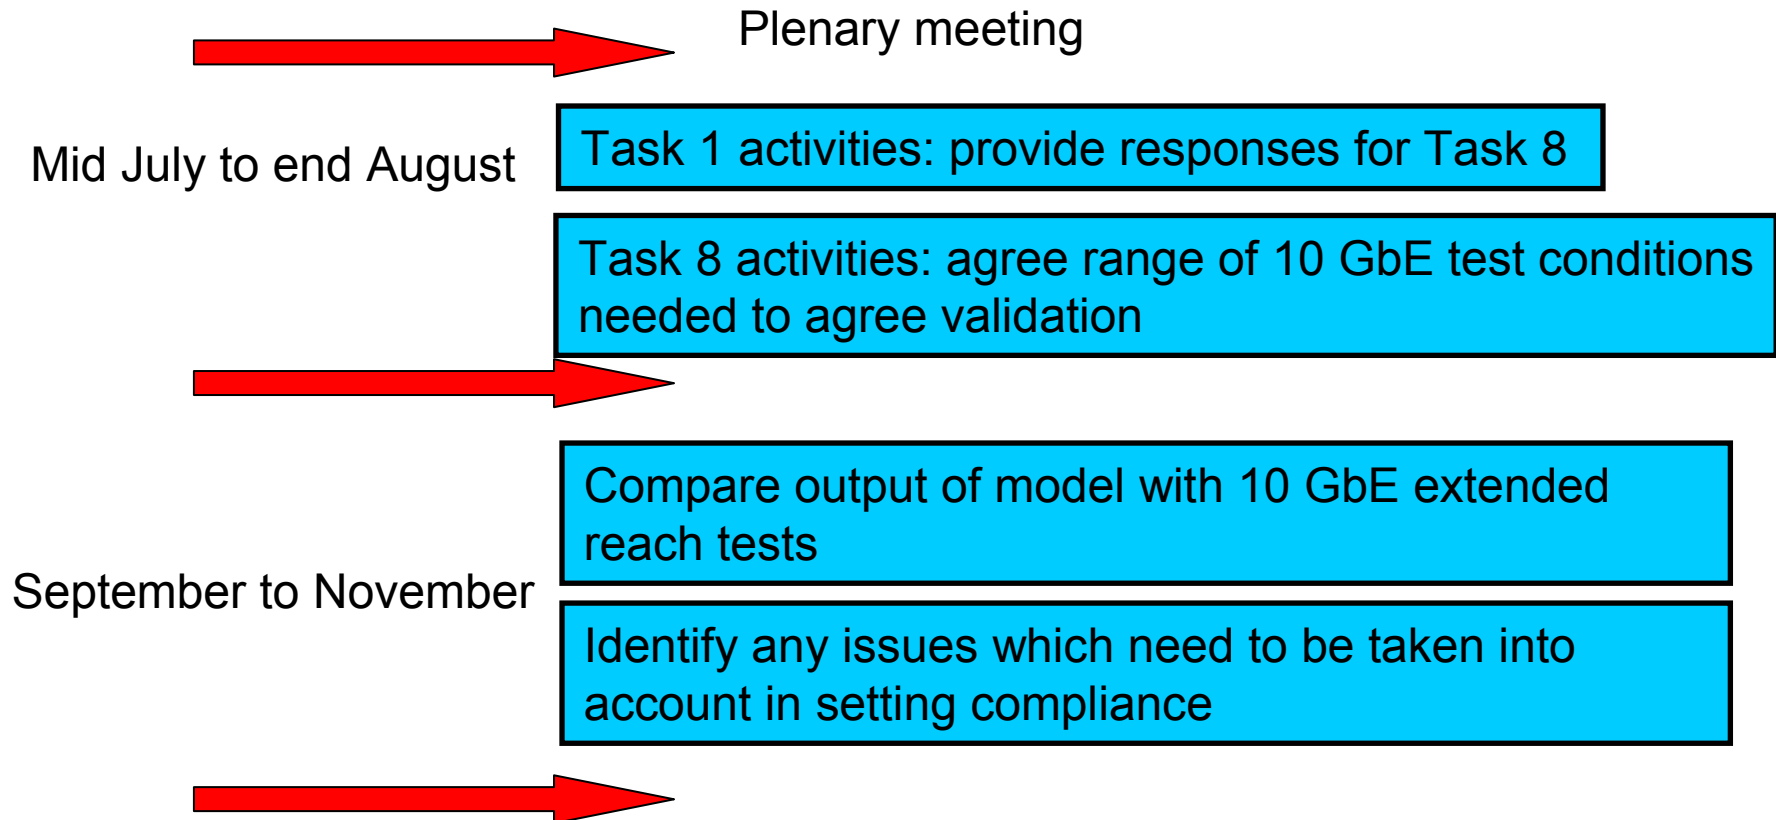 Plenary meeting
Mid July to end August
Task 1 activities: provide responses for Task 8
Task 8 activities: agree range of 10 GbE test conditions
needed to agree validation
September to November
Compare output of model with 10 GbE extended
reach tests
Identify any issues which need to be taken into
account in setting compliance